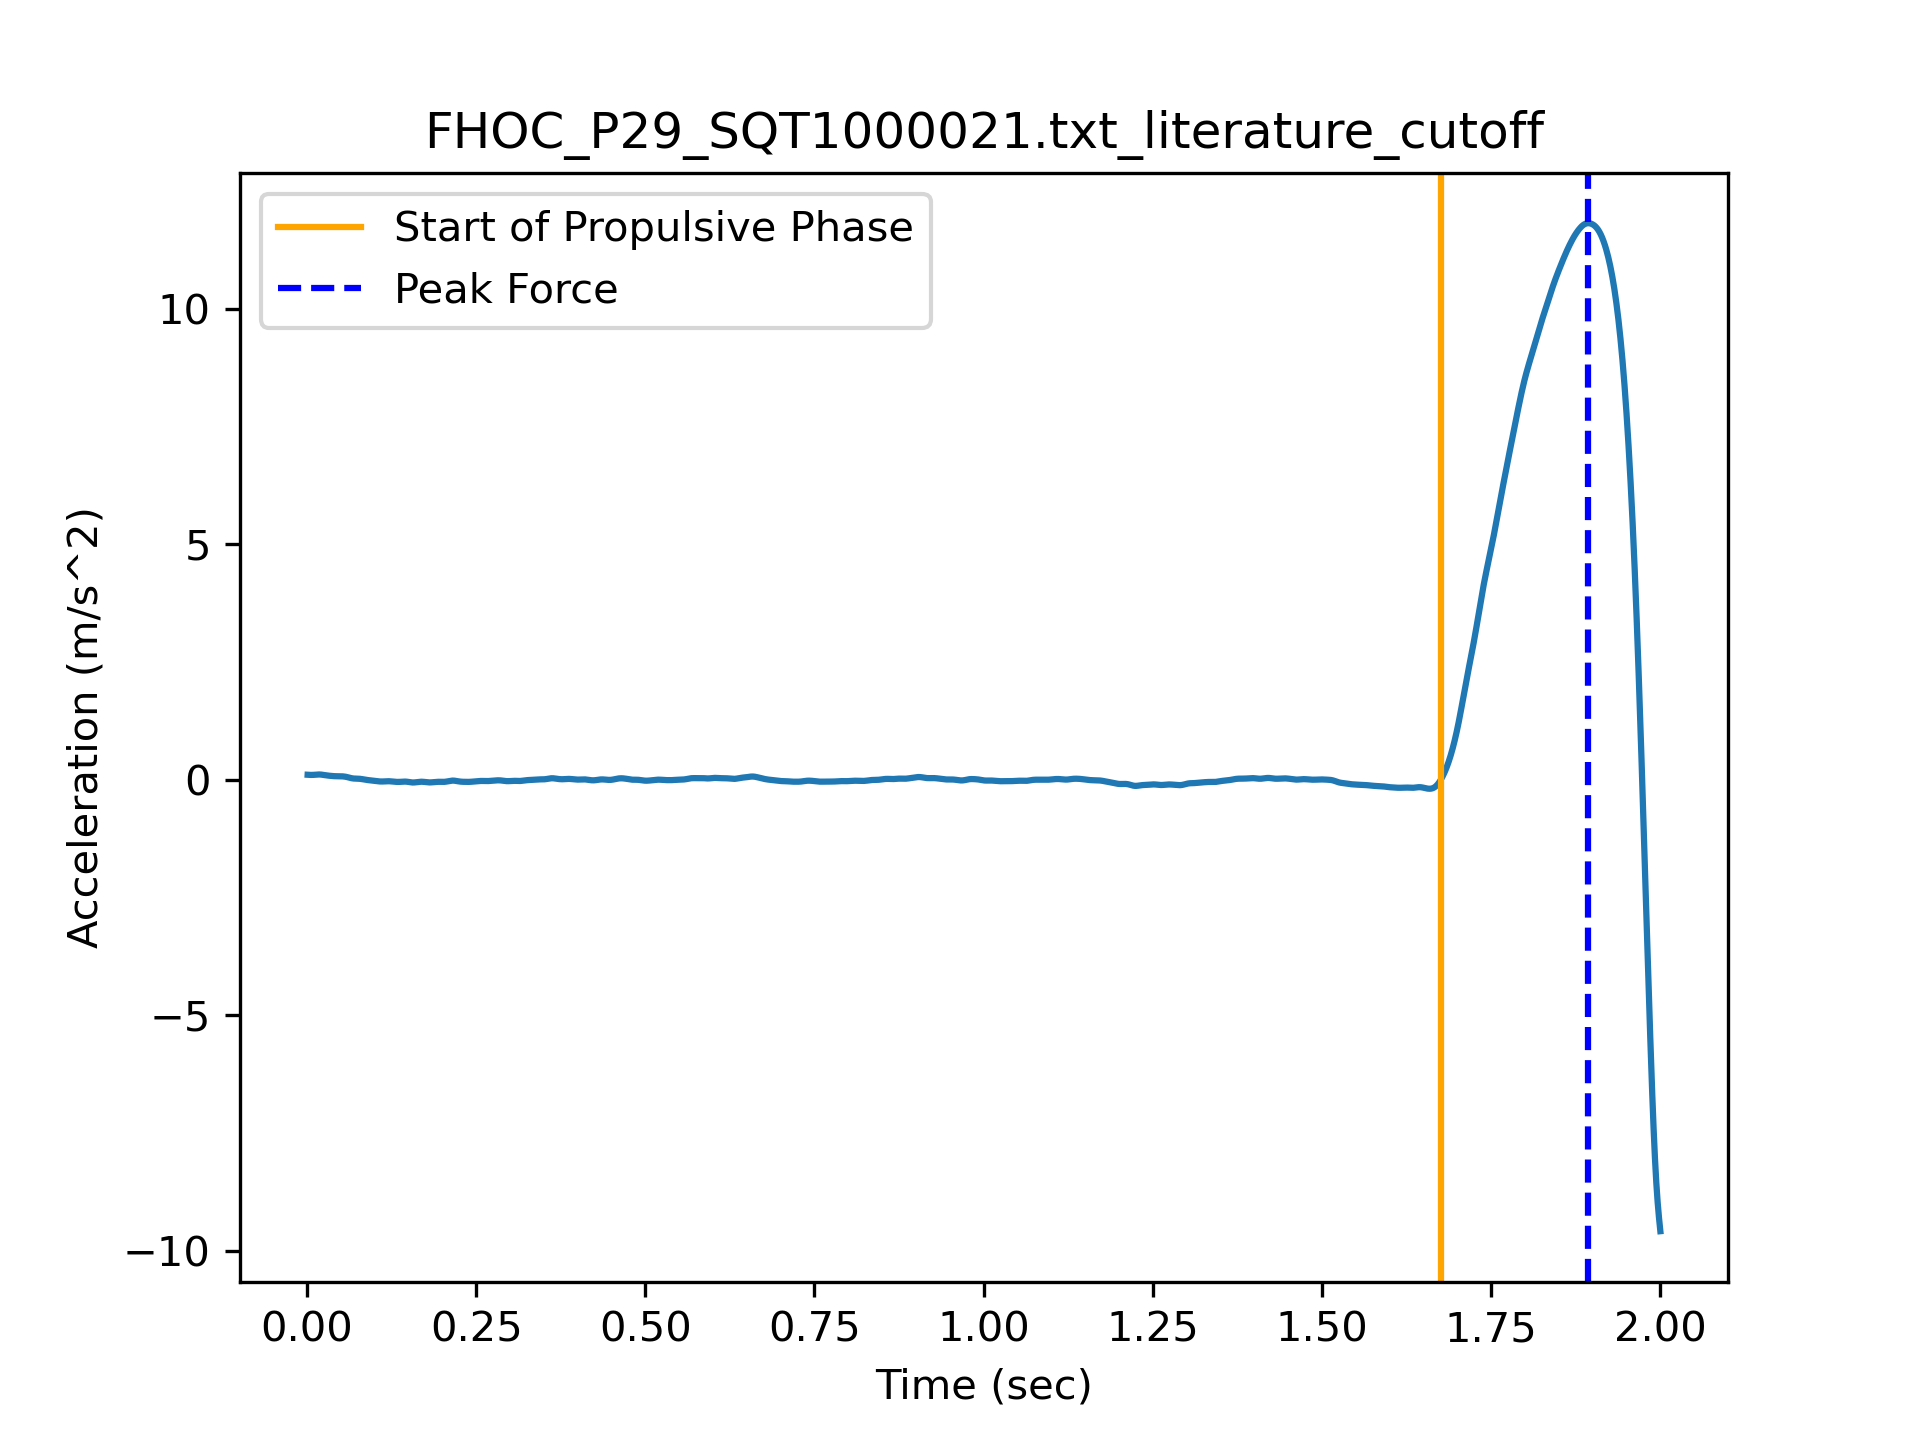 FHOC_P29_SQT1000021.txt_literature_cutoff
Start of Propulsive Phase
Peak Force
10
5
0
−5
−10
Acceleration (m/s^2)
0.00 0.25 0.50 0.75 1.00 1.25 1.50 1.75 2.00
Time (sec)